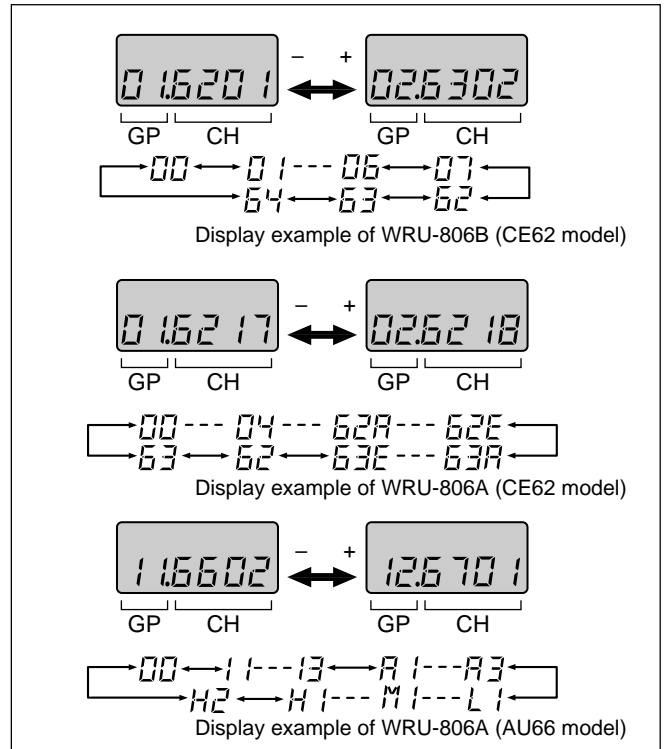 – +
01.6201 02.6302
GP CH GP CH
00 01 --- 06 07
64 63 62
Display example of WRU-806B (CE62 model)
– +
01.6217 02.6218
GP CH GP CH
00 --- 04 --- 62A --- 62E
63 62 63E --- 63A
Display example of WRU-806A (CE62 model)
– +
11.6602 12.6701
GP CH GP CH
00 11 --- 13 A1 --- A3
H2 H1 --- M1 --- L1
Display example of WRU-806A (AU66 model)